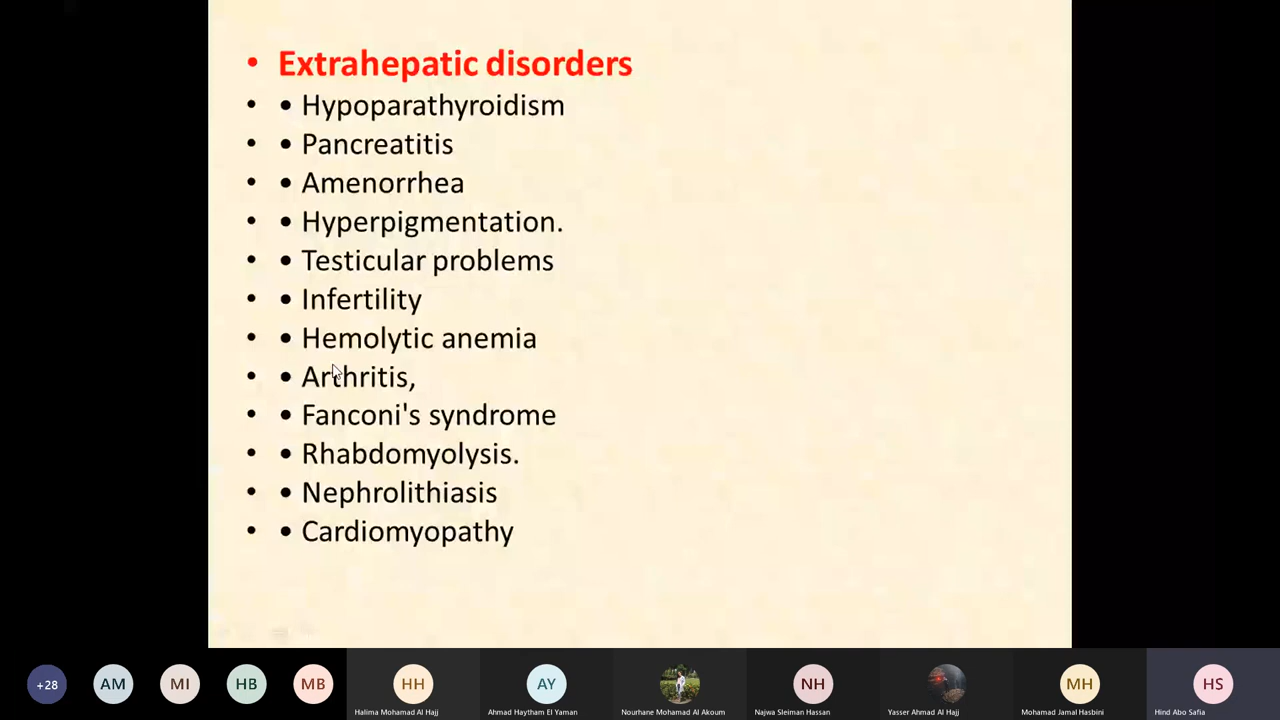 • Extrahepatic disorders
• • Hypoparathyroidism
• • Pancreatitis
• • Amenorrhea
• • Hyperpigmentation.
• • Testicular problems
• • Infertility
• • Hemolytic anemia
• • Arthritis,
• • Fanconi's syndrome
• • Rhabdomyolysis.
• • Nephrolithiasis
• • Cardiomyopathy
+28 AM MI HB MB HH AY NH MH HS
Halima Mohamad Al Hajj Ahmad Haytham El Yaman Nourhane Mohamad Al Akoum Najwa Sleiman Hassan Yasser Ahmad Al Hajj Mohamad Jamal Hasbini Hind Abo Safia